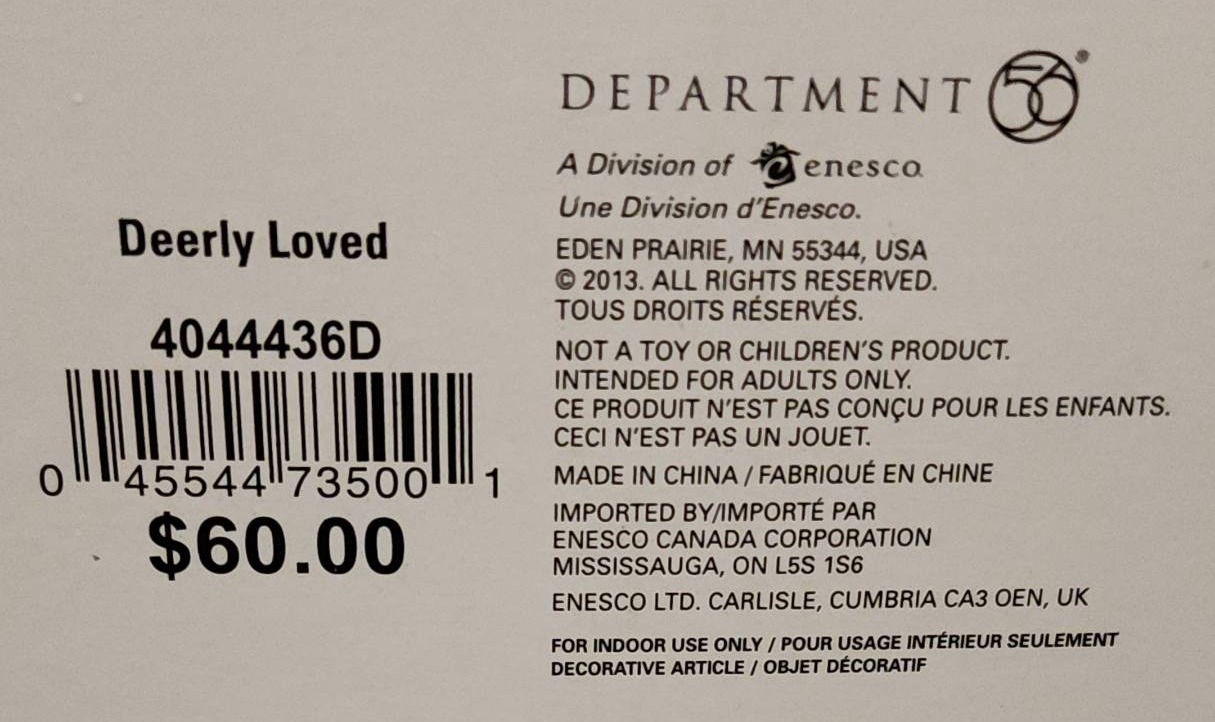 Deerly Loved
4044436D
0 45544 73500 1
$60.00
DEPARTMENT 56®
A Division of enesco.
Une Division d'Enesco.
EDEN PRAIRIE, MN 55344, USA
© 2013. ALL RIGHTS RESERVED.
TOUS DROITS RÉSERVÉS.
NOT A TOY OR CHILDREN'S PRODUCT.
INTENDED FOR ADULTS ONLY.
CE PRODUIT N'EST PAS CONÇU POUR LES ENFANTS.
CECI N'EST PAS UN JOUET.
MADE IN CHINA / FABRIQUÉ EN CHINE
IMPORTED BY/IMPORTÉ PAR
ENESCO CANADA CORPORATION
MISSISSAUGA, ON L5S 1S6
ENESCO LTD. CARLISLE, CUMBRIA CA3 OEN, UK
FOR INDOOR USE ONLY / POUR USAGE INTÉRIEUR SEULEMENT
DECORATIVE ARTICLE / OBJET DÉCORATIF